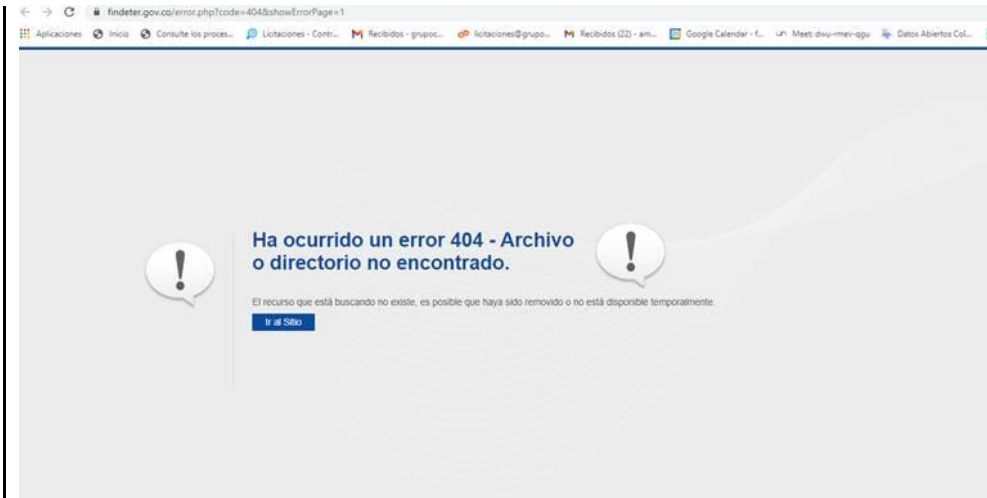 findeter.gov.co/error.php?code=404&showErrorPage=1
Aplicaciones Inicio Consulte los proces... Licitaciones - Contr... Recibidos - grupoc... licitaciones@grupo... Recibidos (22) - am... Google Calendar - f... Meet: dwu-rmev-qgu Datos Abiertos Col...
Ha ocurrido un error 404 - Archivo
o directorio no encontrado.
El recurso que está buscando no existe, es posible que haya sido removido o no está disponible temporalmente.
Ir al Sitio